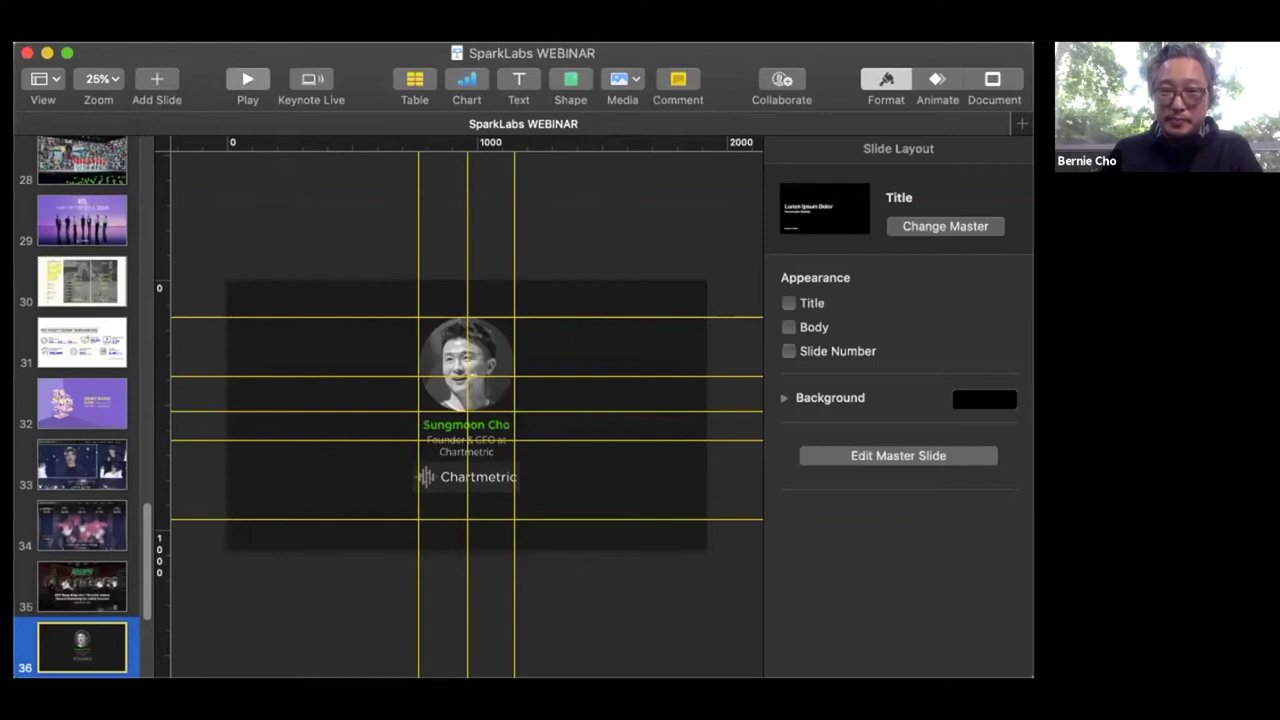 SparkLabs WEBINAR
25%
View
Zoom
Add Slide
Play
Keynote Live
Table
Chart
Text
Shape
Media
Comment
Collaborate
Format
Animate
Document
SparkLabs WEBINAR
0
1000
2000
0
1
0
0
0
28
29
30
31
32
33
34
35
36
Sungmoon Cho
Founder & CEO at
Chartmetric
Chartmetric
Slide Layout
Lorem Ipsum Dolor
Title
Change Master
Appearance
Title
Body
Slide Number
Background
Edit Master Slide
Bernie Cho